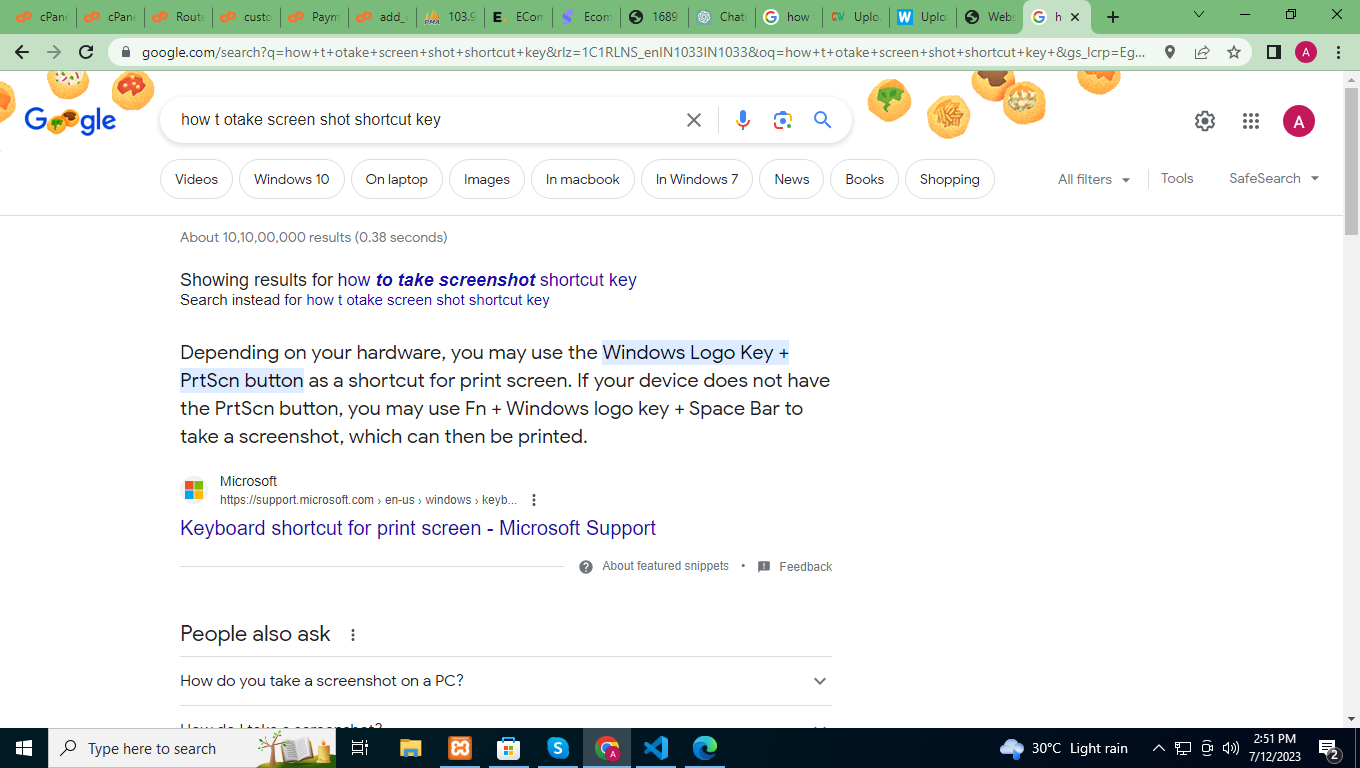 cPane
cPane
Route
custo
Paym
add_
103.9
ECom
Ecom
1689
Chat
how
Uplo
Uplo
Webs
h
google.com/search?q=how+t+otake+screen+shot+shortcut+key&rlz=1C1RLNS_enIN1033IN1033&oq=how+t+otake+screen+shot+shortcut+key+&gs_lcrp=Eg...
A
Google
how t otake screen shot shortcut key
A
Videos
Windows 10
On laptop
Images
In macbook
In Windows 7
News
Books
Shopping
All filters
Tools
SafeSearch
About 10,10,00,000 results (0.38 seconds)
Showing results for how to take screenshot shortcut key
Search instead for how t otake screen shot shortcut key
Depending on your hardware, you may use the Windows Logo Key +
PrtScn button as a shortcut for print screen. If your device does not have
the PrtScn button, you may use Fn + Windows logo key + Space Bar to
take a screenshot, which can then be printed.
Microsoft
https://support.microsoft.com › en-us › windows › keyb...
Keyboard shortcut for print screen - Microsoft Support
About featured snippets • Feedback
People also ask
How do you take a screenshot on a PC?
How do I take a screenshot?
Type here to search
30°C Light rain
2:51 PM
7/12/2023
2